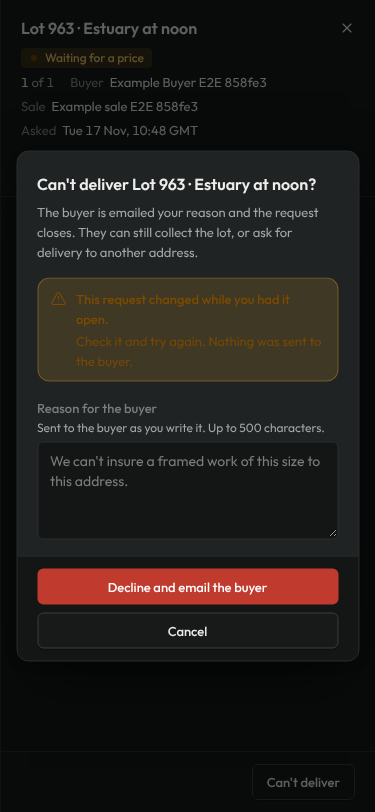 Lot 963 · Estuary at noon
Waiting for a price
1 of 1 Buyer Example Buyer E2E 858fe3
Sale Example sale E2E 858fe3
Asked Tue 17 Nov, 10:48 GMT
Can't deliver Lot 963 · Estuary at noon?
The buyer is emailed your reason and the request
closes. They can still collect the lot, or ask for
delivery to another address.
This request changed while you had it
open.
Check it and try again. Nothing was sent to
the buyer.
Reason for the buyer
Sent to the buyer as you write it. Up to 500 characters.
We can't insure a framed work of this size to
this address.
Decline and email the buyer
Cancel
Can't deliver